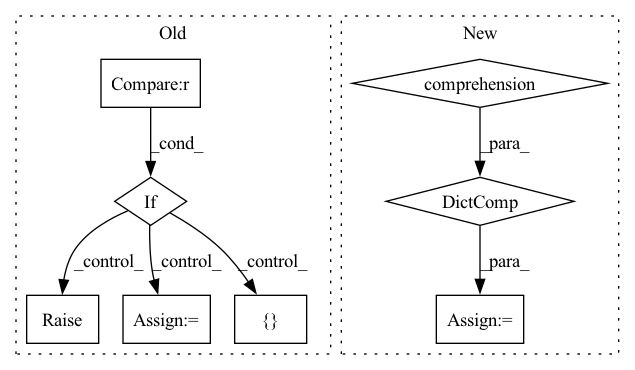 Old
New
Compare:r
comprehension
_cond_
_para_
If
DictComp
_control_
_control_
_control_
_para_
Raise
Assign:=
{}
Assign:=